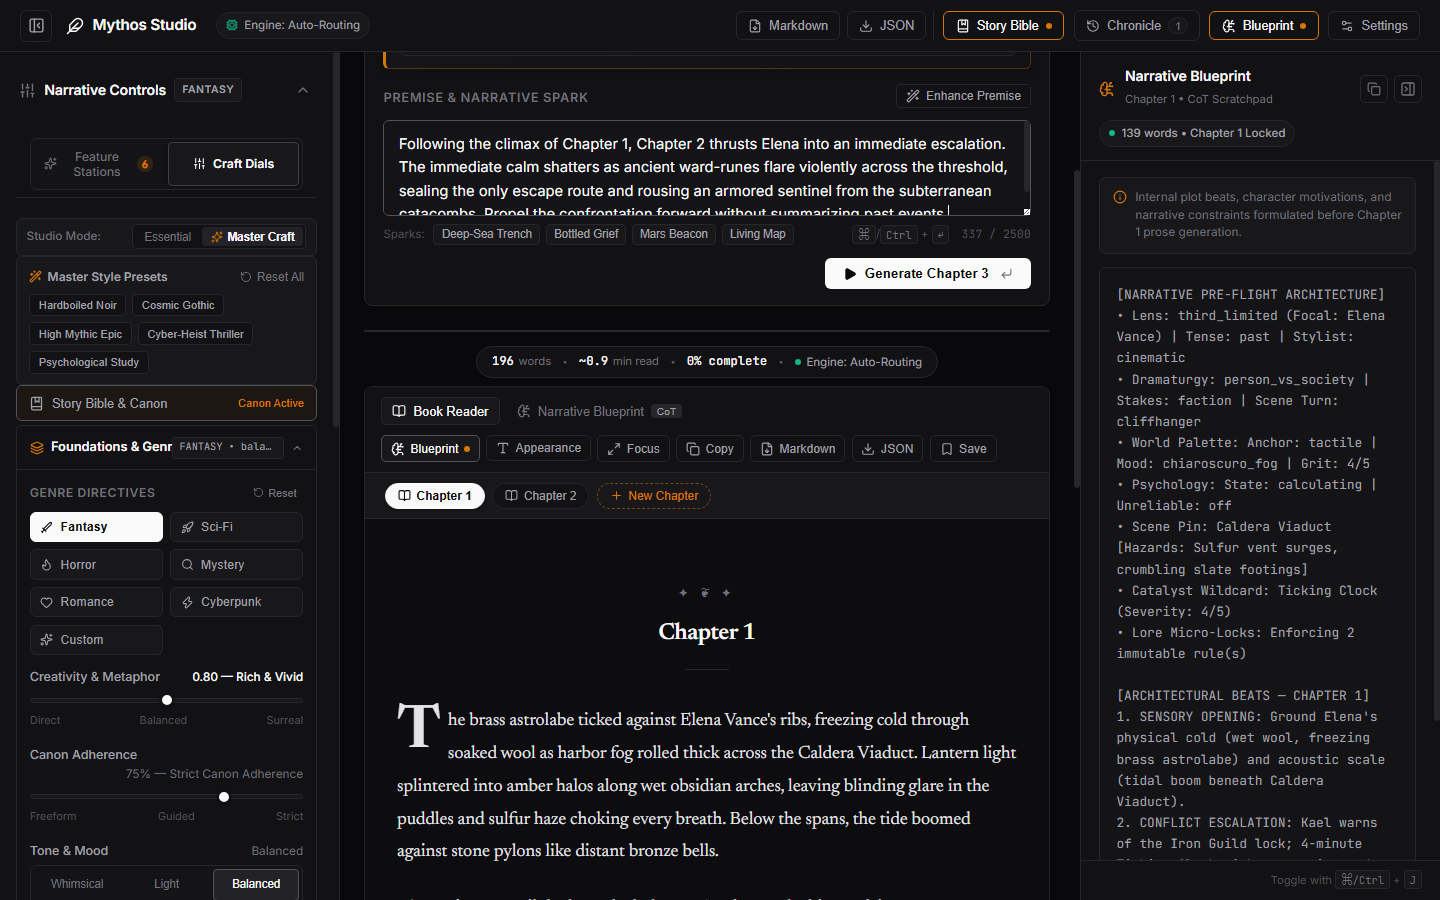 Mythos Studio
Engine: Auto-Routing
Markdown
JSON
Story Bible
Chronicle 1
Blueprint
Settings
Narrative Controls FANTASY
Feature Stations 6
Craft Dials
Studio Mode: Essential Master Craft
Master Style Presets Reset All
Hardboiled Noir Cosmic Gothic
High Mythic Epic Cyber-Heist Thriller
Psychological Study
Story Bible & Canon Canon Active
Foundations & Genr FANTASY • bala…
GENRE DIRECTIVES Reset
Fantasy Sci-Fi
Horror Mystery
Romance Cyberpunk
Custom
Creativity & Metaphor 0.80 — Rich & Vivid
Direct Balanced Surreal
Canon Adherence
75% — Strict Canon Adherence
Freeform Guided Strict
Tone & Mood Balanced
Whimsical Light Balanced
PREMISE & NARRATIVE SPARK Enhance Premise
Following the climax of Chapter 1, Chapter 2 thrusts Elena into an immediate escalation.
The immediate calm shatters as ancient ward-runes flare violently across the threshold,
sealing the only escape route and rousing an armored sentinel from the subterranean
catacombs. Propel the confrontation forward without summarizing past events.
Sparks: Deep-Sea Trench Bottled Grief Mars Beacon Living Map ⌘/Ctrl + ↵ 337 / 2500
Generate Chapter 3 ↵
196 words • ~0.9 min read • 0% complete • Engine: Auto-Routing
Book Reader Narrative Blueprint CoT
Blueprint Appearance Focus Copy Markdown JSON Save
Chapter 1 Chapter 2 + New Chapter
Chapter 1
The brass astrolabe ticked against Elena Vance's ribs, freezing cold through
soaked wool as harbor fog rolled thick across the Caldera Viaduct. Lantern light
splintered into amber halos along wet obsidian arches, leaving blinding glare in the
puddles and sulfur haze choking every breath. Below the spans, the tide boomed
against stone pylons like distant bronze bells.
Narrative Blueprint
Chapter 1 • CoT Scratchpad
139 words • Chapter 1 Locked
Internal plot beats, character motivations, and
narrative constraints formulated before Chapter
1 prose generation.
[NARRATIVE PRE-FLIGHT ARCHITECTURE]
• Lens: third_limited (Focal: Elena
Vance) | Tense: past | Stylist:
cinematic
• Dramaturgy: person_vs_society |
Stakes: faction | Scene Turn:
cliffhanger
• World Palette: Anchor: tactile |
Mood: chiaroscuro_fog | Grit: 4/5
• Psychology: State: calculating |
Unreliable: off
• Scene Pin: Caldera Viaduct
[Hazards: Sulfur vent surges,
crumbling slate footings]
• Catalyst Wildcard: Ticking Clock
(Severity: 4/5)
• Lore Micro-Locks: Enforcing 2
immutable rule(s)
[ARCHITECTURAL BEATS — CHAPTER 1]
1. SENSORY OPENING: Ground Elena's
physical cold (wet wool, freezing
brass astrolabe) and acoustic scale
(tidal boom beneath Caldera
Viaduct).
2. CONFLICT ESCALATION: Kael warns
of the Iron Guild lock; 4-minute
Toggle with ⌘/Ctrl + J